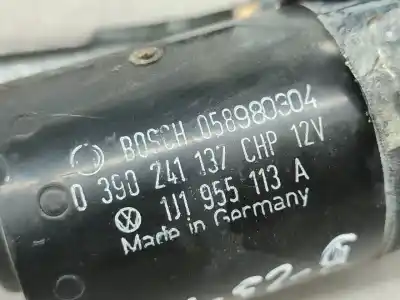 BOSCH 058980304
0 390 241 137 CHP 12V
1J1 955 113 A
Made in Germany